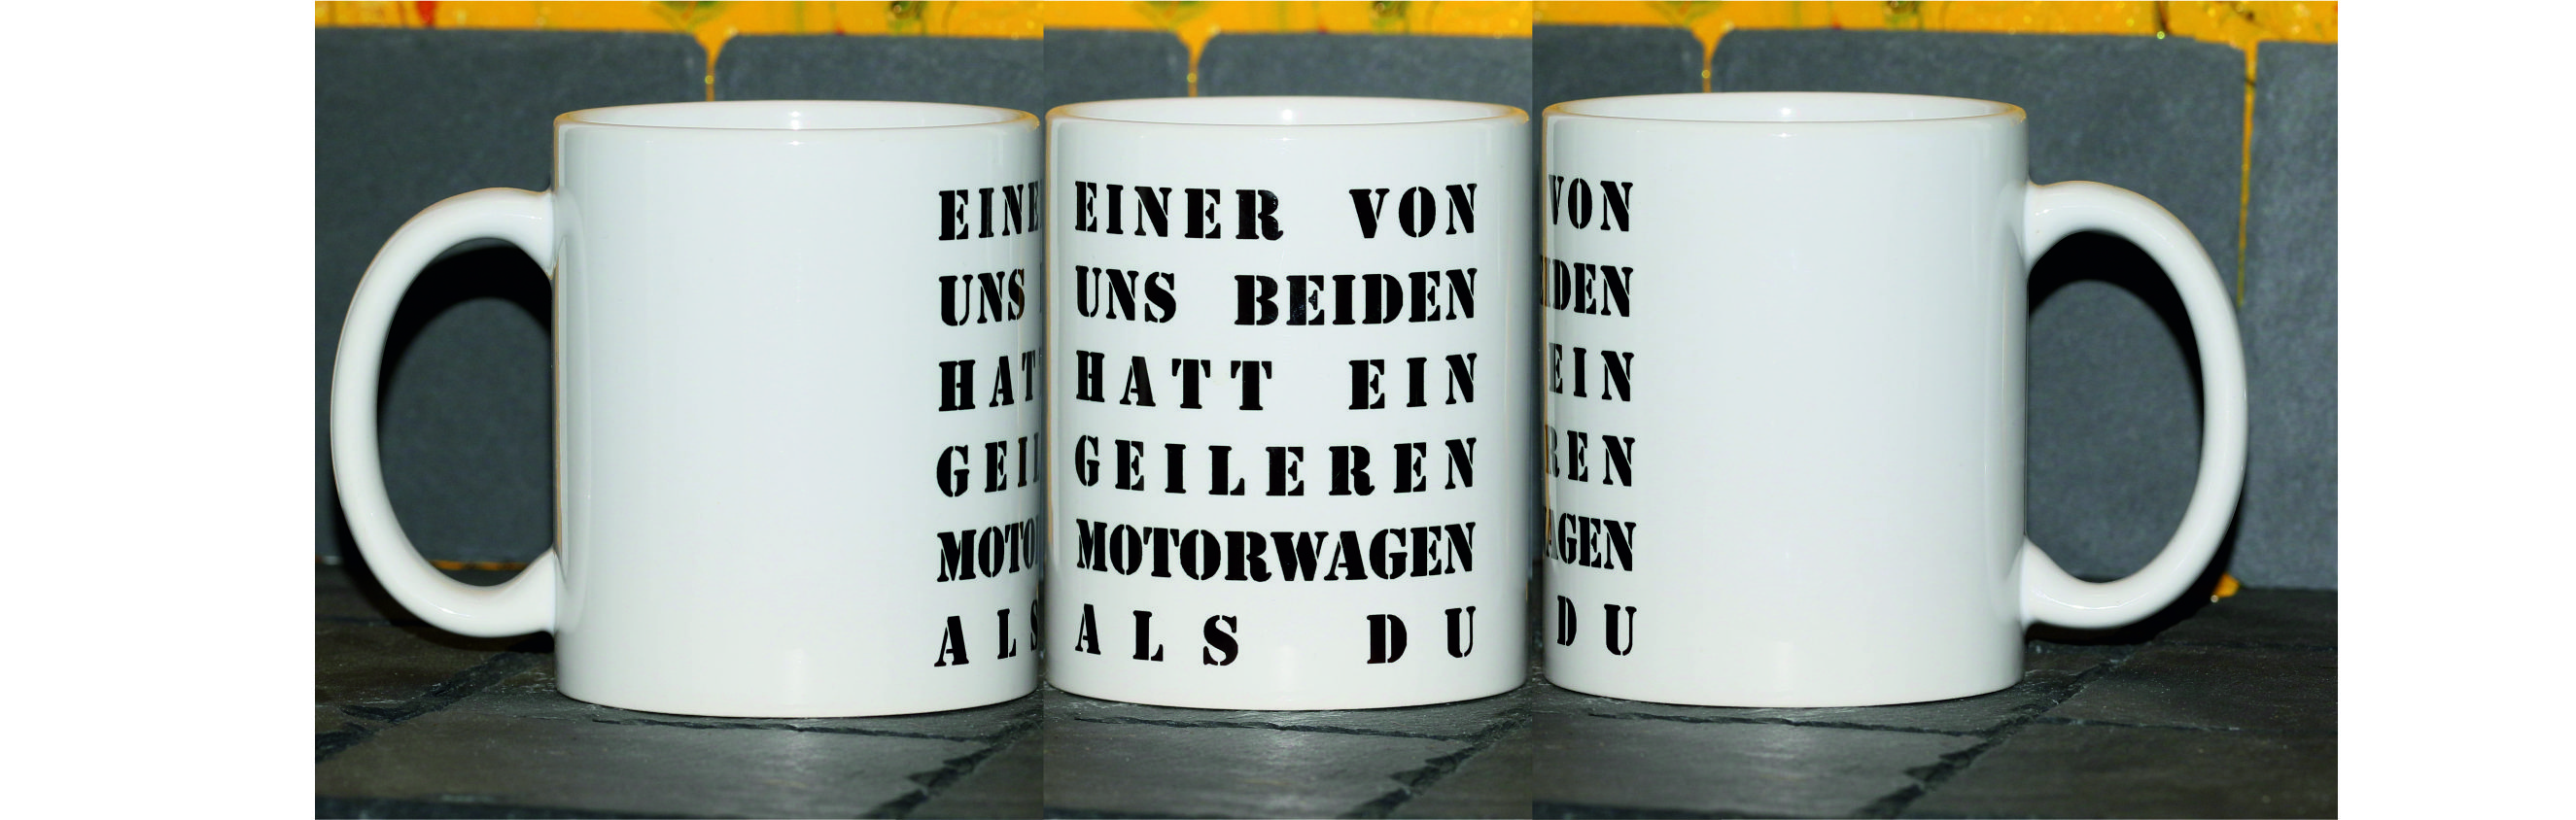 EINER VON
UNS BEIDEN
HATT EIN
GEILEREN
MOTORWAGEN
ALS DU